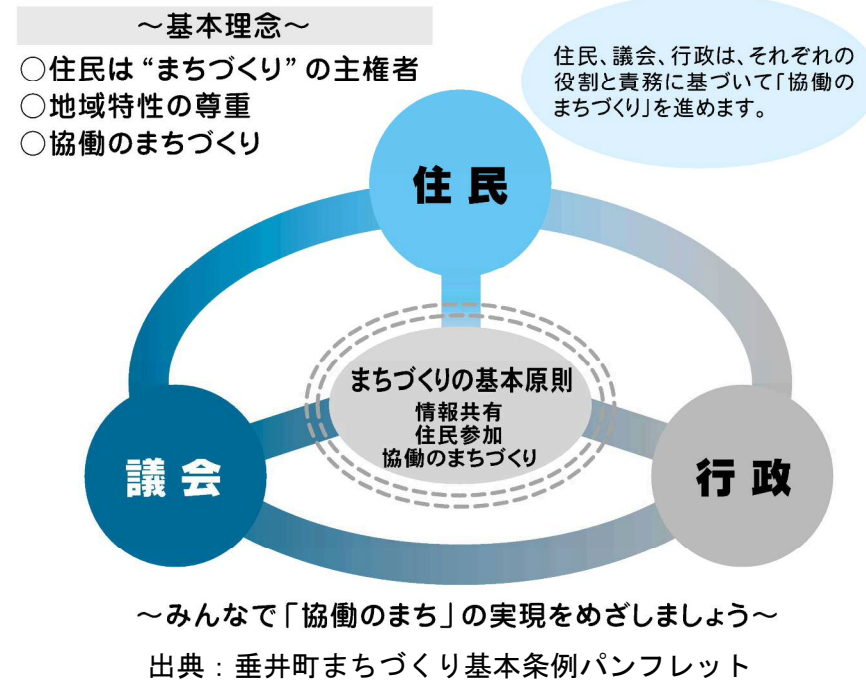 ~基本理念~
○住民は“まちづくり”の主権者
○地域特性の尊重
○協働のまちづくり
住民、議会、行政は、それぞれの
役割と責務に基づいて「協働の
まちづくり」を進めます。
住民
まちづくりの基本原則
情報共有
住民参加
協働のまちづくり
議会
行政
~みんなで「協働のまち」の実現をめざしましょう~
出典:垂井町まちづくり基本条例パンフレット